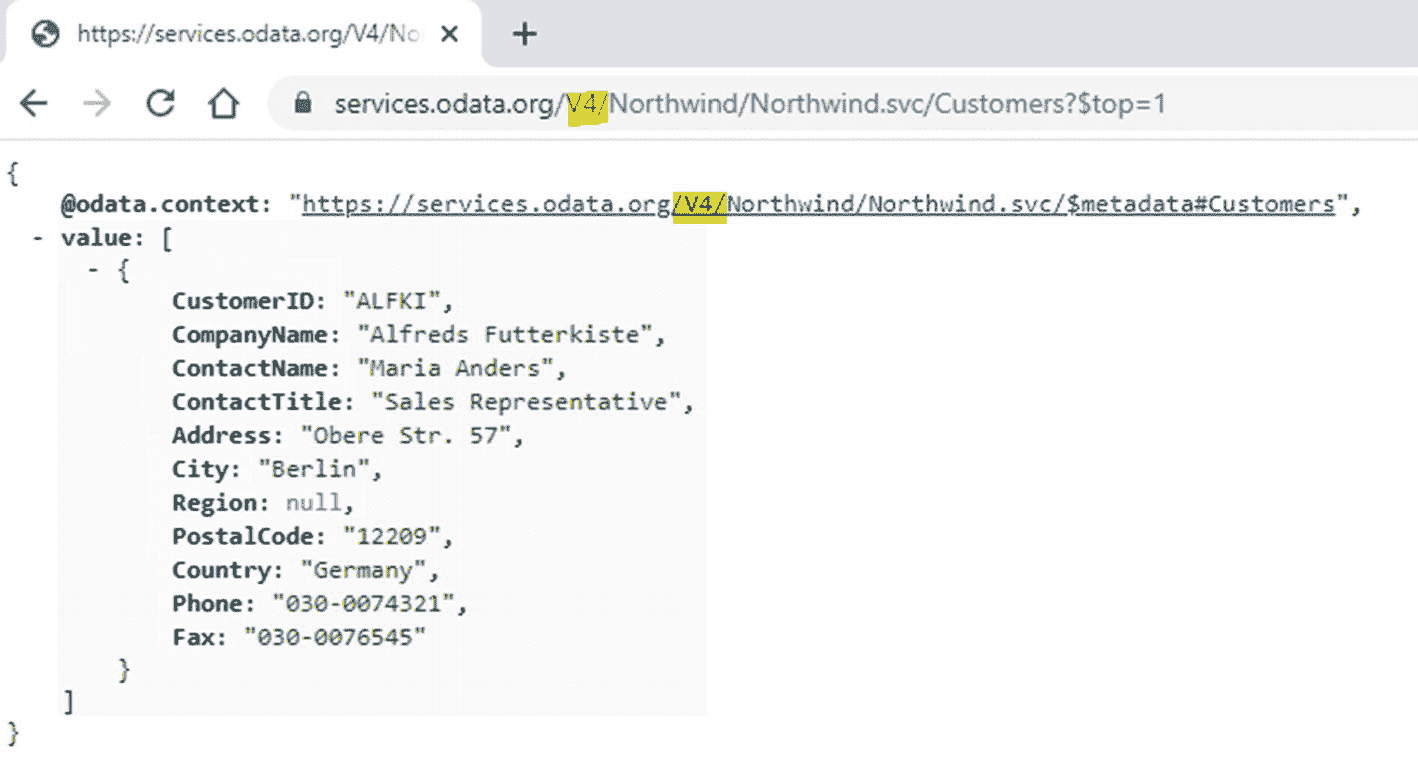 https://services.odata.org/V4/No
services.odata.org/V4/Northwind/Northwind.svc/Customers?$top=1
{
@odata.context: "https://services.odata.org/V4/Northwind/Northwind.svc/$metadata#Customers",
- value: [
- {
CustomerID: "ALFKI",
CompanyName: "Alfreds Futterkiste",
ContactName: "Maria Anders",
ContactTitle: "Sales Representative",
Address: "Obere Str. 57",
City: "Berlin",
Region: null,
PostalCode: "12209",
Country: "Germany",
Phone: "030-0074321",
Fax: "030-0076545"
}
]
}